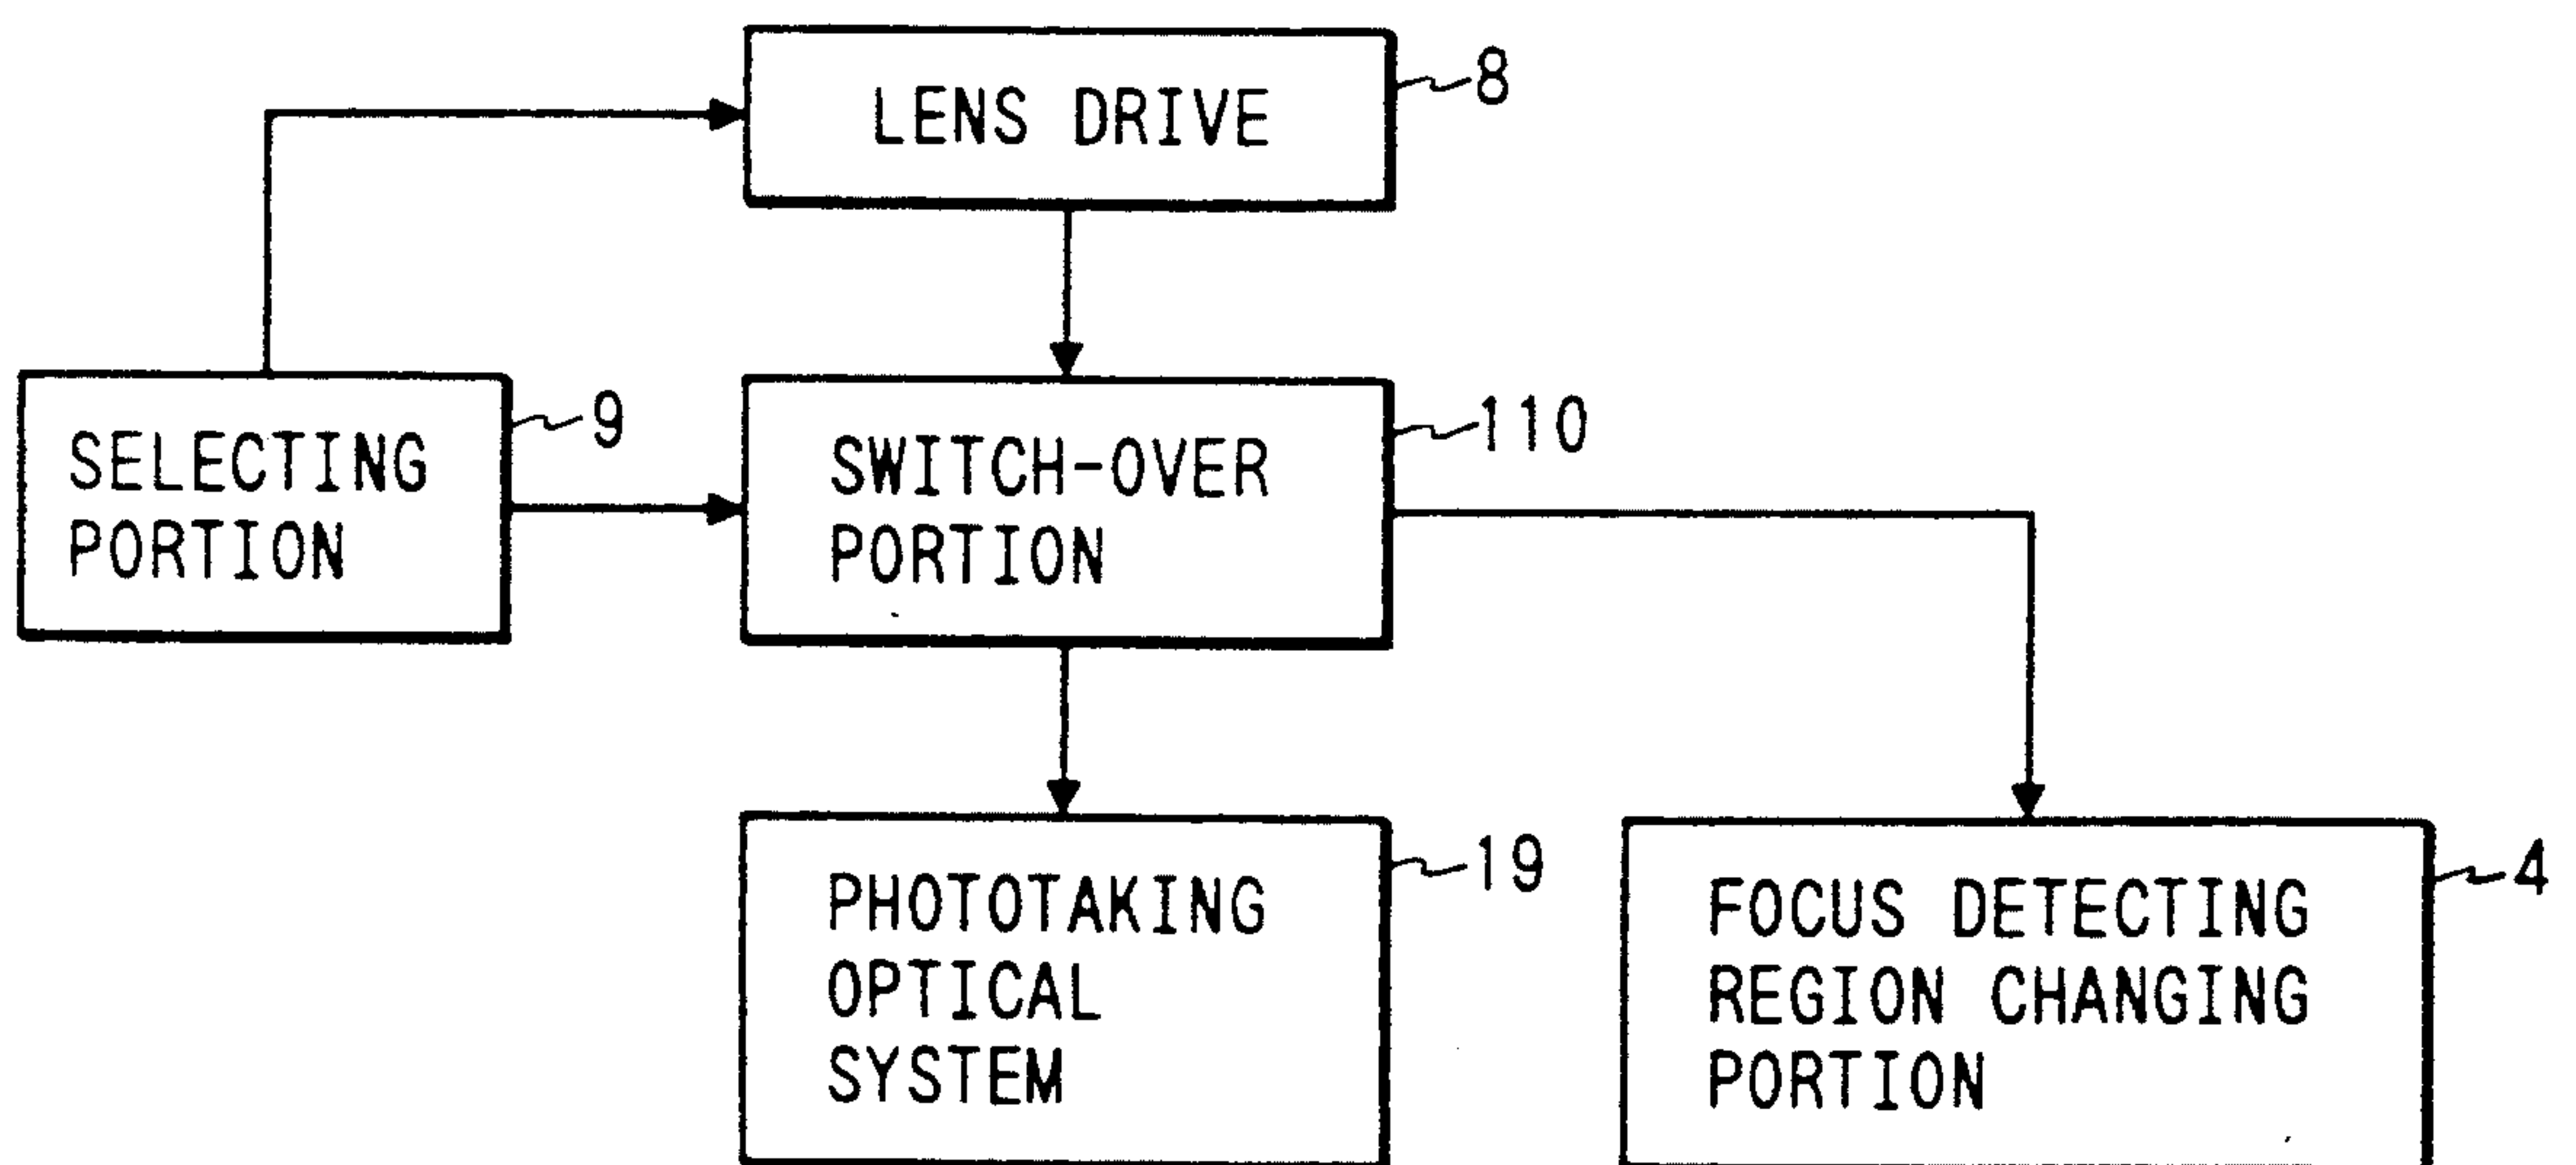 LENS DRIVE
8
SELECTING
PORTION
9
SWITCH-OVER
PORTION
110
PHOTOTAKING
OPTICAL
SYSTEM
19
FOCUS DETECTING
REGION CHANGING
PORTION
4